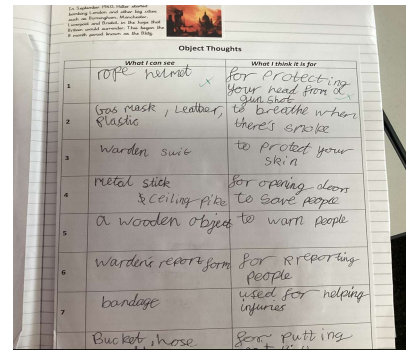 In September 1940, Hitler started
bombing London and other big cities
such as Birmingham, Manchester,
Liverpool and Bristol, in the hope that
Britain would surrender. This began the
8 month period known as the Blitz.
Object Thoughts
What I can see
What I think it is for
1
rope helmet
for protecting
your head from a
gun shot
2
Gas mask, Leather,
Plastic
to breathe when
there's smoke
3
warden suit
to protect your
skin
4
metal stick
& ceiling pike
for opening doors
to save people
5
a wooden object
to warn people
6
Warden's report form
for reporting
people
7
bandage
used for helping
injuries
Bucket, hose
for putting